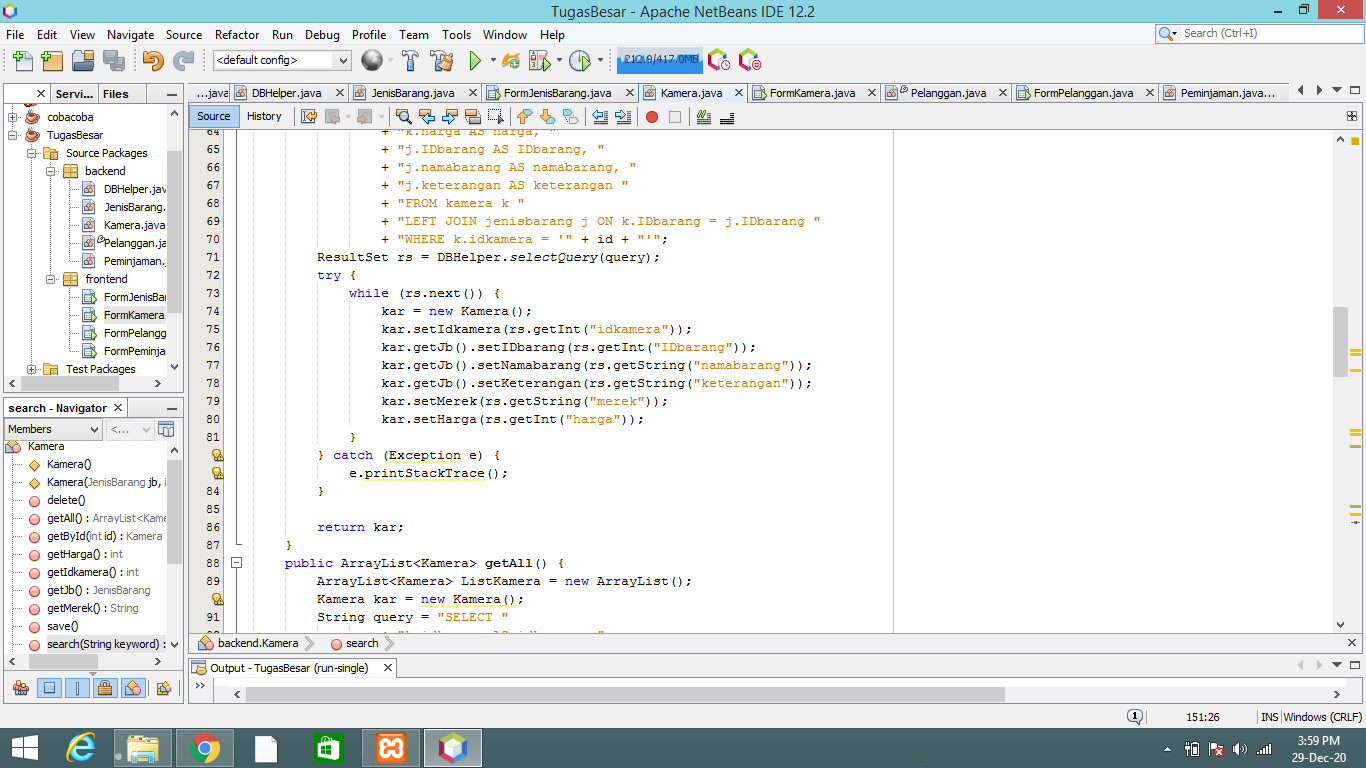 TugasBesar - Apache NetBeans IDE 12.2
File Edit View Navigate Source Refactor Run Debug Profile Team Tools Window Help
Search (Ctrl+I)
<default config>
212.9/417.0MB
Servi... Files
...java DBHelper.java JenisBarang.java FormJenisBarang.java Kamera.java FormKamera.java Pelanggan.java FormPelanggan.java Peminjaman.java...
Source History
cobacoba
TugasBesar
Source Packages
backend
DBHelper.jav
JenisBarang.
Kamera.java
Pelanggan.ja
Peminjaman.
frontend
FormJenisBar
FormKamera.
FormPelangg
FormPeminja
Test Packages
search - Navigator
Members <...
Kamera
Kamera()
Kamera(JenisBarang jb, i
delete()
getAll() : ArrayList<Kame
getById(int id) : Kamera
getHarga() : int
getIdkamera() : int
getJb() : JenisBarang
getMerek() : String
save()
search(String keyword) :
64 + "k.harga AS harga, "
65 + "j.IDbarang AS IDbarang, "
66 + "j.namabarang AS namabarang, "
67 + "j.keterangan AS keterangan "
68 + "FROM kamera k "
69 + "LEFT JOIN jenisbarang j ON k.IDbarang = j.IDbarang "
70 + "WHERE k.idkamera = '" + id + "'";
71 ResultSet rs = DBHelper.selectQuery(query);
72 try {
73 while (rs.next()) {
74 kar = new Kamera();
75 kar.setIdkamera(rs.getInt("idkamera"));
76 kar.getJb().setIDbarang(rs.getInt("IDbarang"));
77 kar.getJb().setNamabarang(rs.getString("namabarang"));
78 kar.getJb().setKeterangan(rs.getString("keterangan"));
79 kar.setMerek(rs.getString("merek"));
80 kar.setHarga(rs.getInt("harga"));
81 }
} catch (Exception e) {
e.printStackTrace();
84 }
85
86 return kar;
87 }
88 public ArrayList<Kamera> getAll() {
89 ArrayList<Kamera> ListKamera = new ArrayList();
Kamera kar = new Kamera();
91 String query = "SELECT "
backend.Kamera search
Output - TugasBesar (run-single)
1 151:26 INS Windows (CRLF)
3:59 PM
29-Dec-20